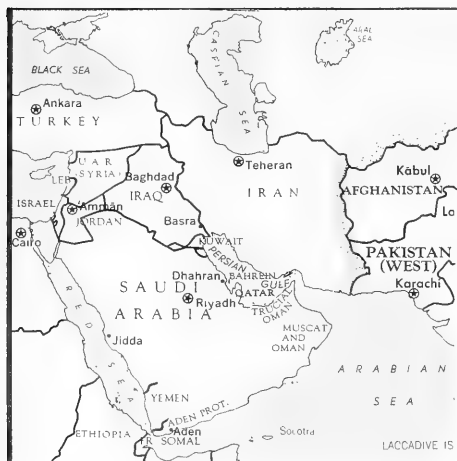 ARAL
SEA
CASPIAN
SEA
BLACK SEA
Ankara
TURKEY
UAR
(SYRIA)
LEB
Teheran
Kābul
AFGHANISTAN
IRAN
Baghdad
IRAQ
ISRAEL
'Ammān
JORDAN
Cairo
Basra
KUWAIT
La
PAKISTAN
(WEST)
Karachi
PERSIAN
GULF
Dhahran
BAHREIN
QATAR
TRUCIAL
OMAN
SAUDI
ARABIA
Riyadh
MUSCAT
AND
OMAN
RED SEA
Jidda
ARABIAN
SEA
YEMEN
ADEN PROT.
Aden
ETHIOPIA
FR SOMAL
Socotra
LACCADIVE IS